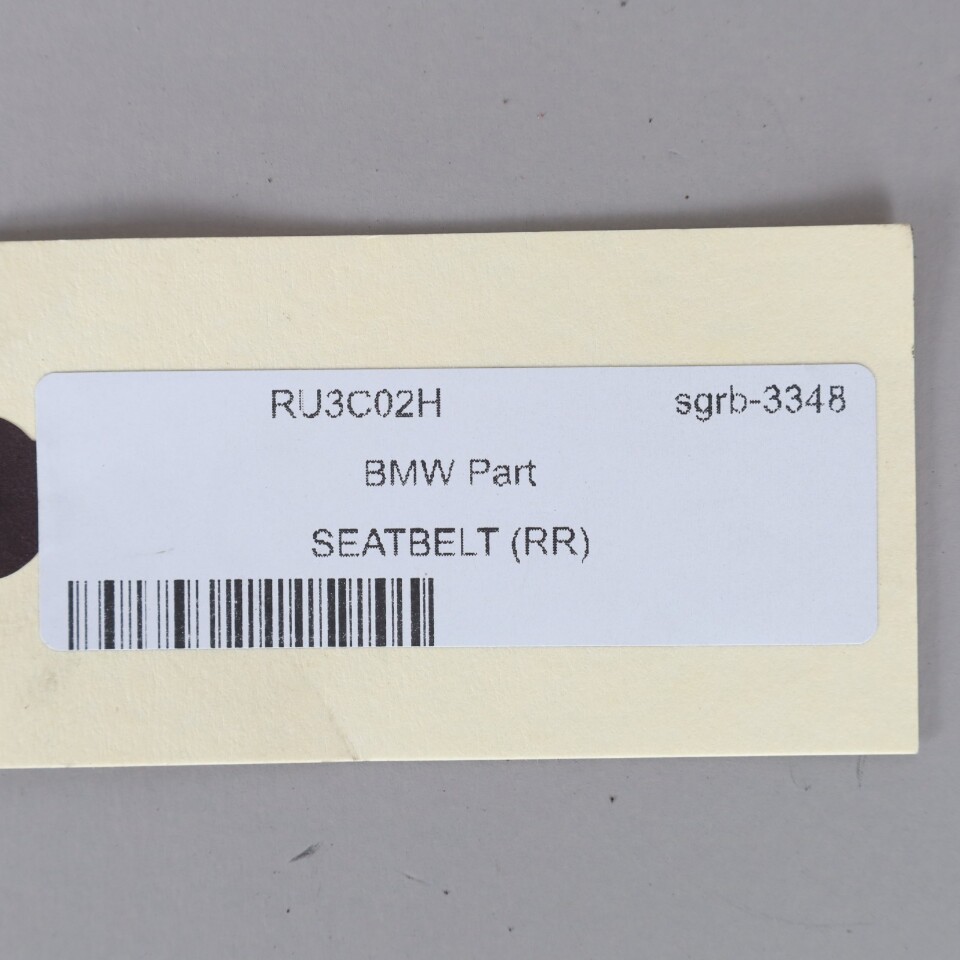 RU3C02H sgrb-3348
BMW Part
SEATBELT (RR)